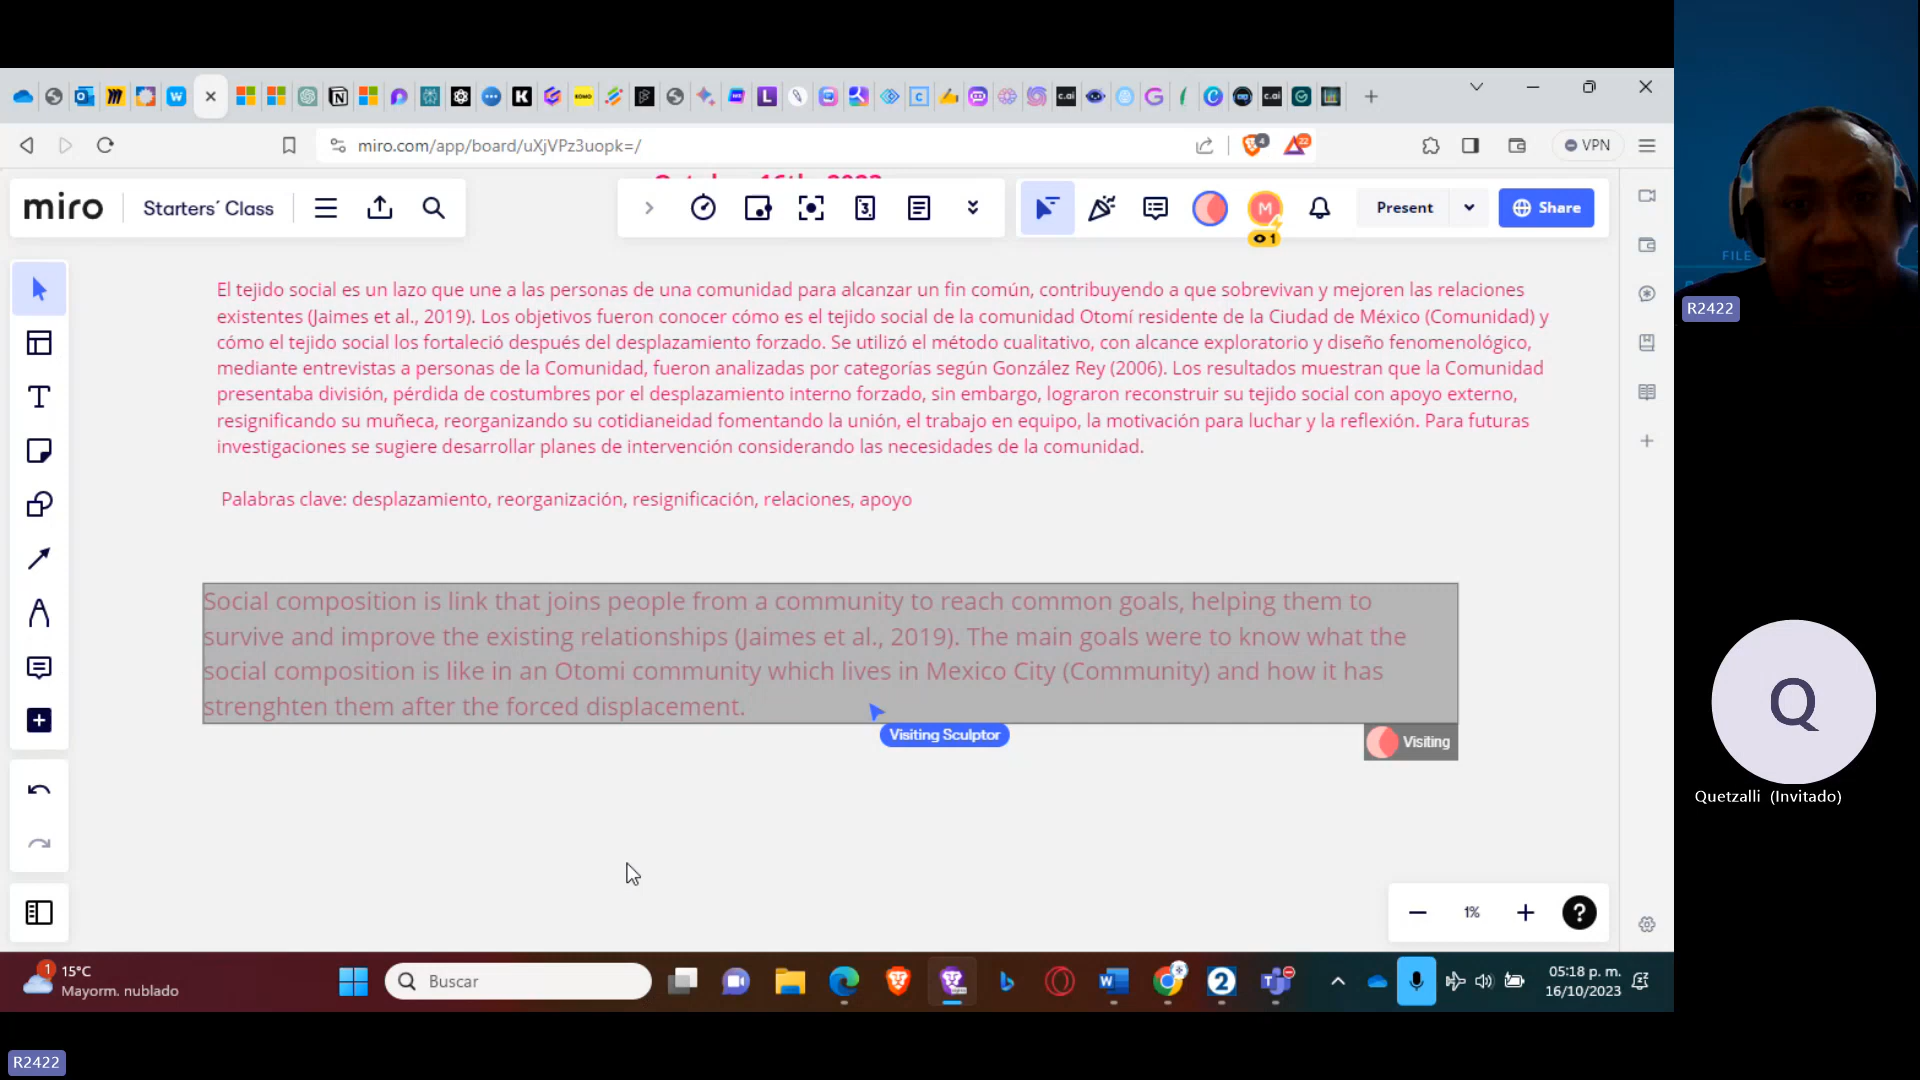 miro.com/app/board/uXjVPz3uopk=/
VPN
miro
Starters´ Class
3
M
1
Present
Share
El tejido social es un lazo que une a las personas de una comunidad para alcanzar un fin común, contribuyendo a que sobrevivan y mejoren las relaciones
existentes (Jaimes et al., 2019). Los objetivos fueron conocer cómo es el tejido social de la comunidad Otomí residente de la Ciudad de México (Comunidad) y
cómo el tejido social los fortaleció después del desplazamiento forzado. Se utilizó el método cualitativo, con alcance exploratorio y diseño fenomenológico,
mediante entrevistas a personas de la Comunidad, fueron analizadas por categorías según González Rey (2006). Los resultados muestran que la Comunidad
presentaba división, pérdida de costumbres por el desplazamiento interno forzado, sin embargo, lograron reconstruir su tejido social con apoyo externo,
resignificando su muñeca, reorganizando su cotidianeidad fomentando la unión, el trabajo en equipo, la motivación para luchar y la reflexión. Para futuras
investigaciones se sugiere desarrollar planes de intervención considerando las necesidades de la comunidad.
Palabras clave: desplazamiento, reorganización, resignificación, relaciones, apoyo
Social composition is link that joins people from a community to reach common goals, helping them to
survive and improve the existing relationships (Jaimes et al., 2019). The main goals were to know what the
social composition is like in an Otomi community which lives in Mexico City (Community) and how it has
strenghten them after the forced displacement.
Visiting Sculptor
Visiting
1%
?
1
15°C
Mayorm. nublado
Buscar
05:18 p. m.
16/10/2023
FILE
R2422
Q
Quetzalli (Invitado)
R2422